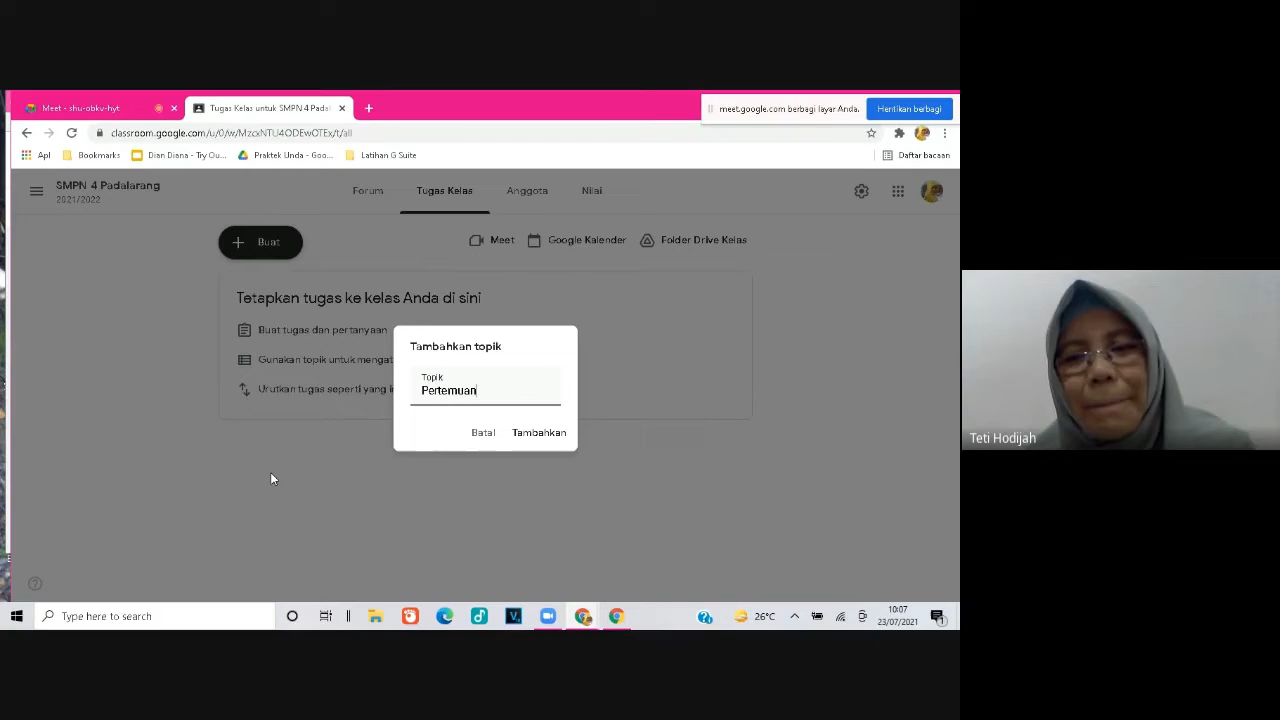 Meet - shu-obkv-hyt
Tugas Kelas untuk SMPN 4 Padal
meet.google.com berbagi layar Anda.
Hentikan berbagi
classroom.google.com/u/0/w/MzcxNTU4ODEwOTEx/t/all
Apl
Bookmarks
Dian Diana - Try Ou...
Praktek Unda - Goo...
Latihan G Suite
Daftar bacaan
SMPN 4 Padalarang
2021/2022
Forum
Tugas Kelas
Anggota
Nilai
Buat
Meet
Google Kalender
Folder Drive Kelas
Tetapkan tugas ke kelas Anda di sini
Buat tugas dan pertanyaan
Gunakan topik untuk mengat
Urutkan tugas seperti yang i
Tambahkan topik
Topik
Pertemuan
Batal
Tambahkan
Teti Hodijah
Type here to search
26°C
10:07
23/07/2021
1